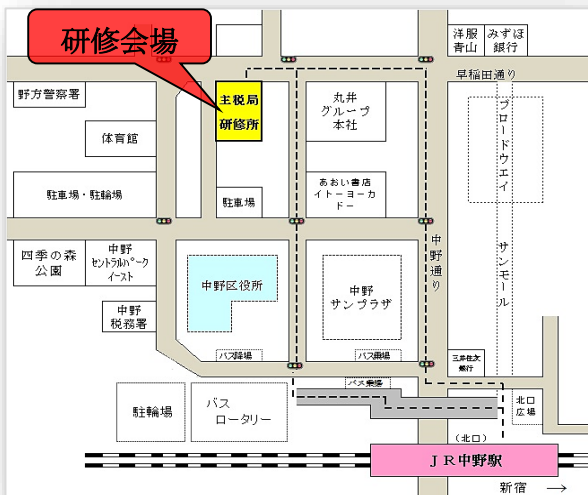 研修会場
洋服
青山
みずほ
銀行
早稲田通り
野方警察署
主税局
研修所
丸井
グループ
本社
ブロードウエイ
体育館
駐車場・駐輪場
駐車場
あおい書店
イトーヨーカ
ドー
中野通り
サンモール
四季の森
公園
中野
セントラルパーク
イースト
中野区役所
中野
サンプラザ
中野
税務署
バス降場
バス乗場
三井住友
銀行
バス乗場
駐輪場
バス
ロータリー
北口
広場
(北口)
JR中野駅
新宿 →